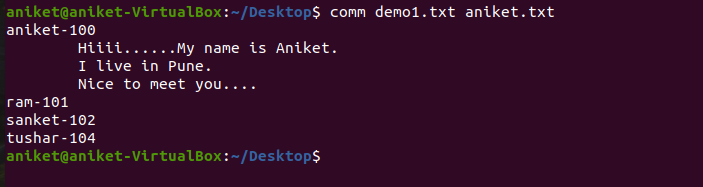 aniket@aniket-VirtualBox:~/Desktop$ comm demo1.txt aniket.txt
aniket-100
        Hiiii......My name is Aniket.
        I live in Pune.
        Nice to meet you....
ram-101
sanket-102
tushar-104
aniket@aniket-VirtualBox:~/Desktop$